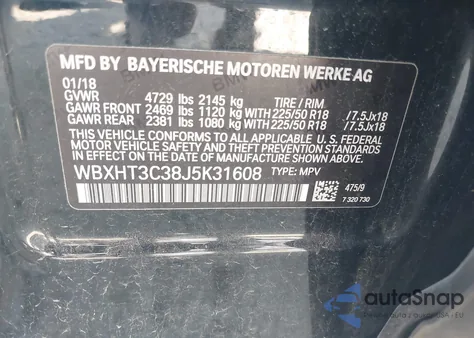 MFD BY BAYERISCHE MOTOREN WERKE AG
01/18
GVWR 4729 lbs 2145 kg TIRE / RIM
GAWR FRONT 2469 lbs 1120 kg WITH 225/50 R18 / 7.5Jx18
GAWR REAR 2381 lbs 1080 kg WITH 225/50 R18 / 7.5Jx18
THIS VEHICLE CONFORMS TO ALL APPLICABLE U.S. FEDERAL
MOTOR VEHICLE SAFETY, BUMPER, AND THEFT PREVENTION
STANDARDS IN EFFECT ON THE DATE OF MANUFACTURE
SHOWN ABOVE.
WBXHT3C38J5K31608 TYPE: MPV
475/9
7 320 730
autaSnap